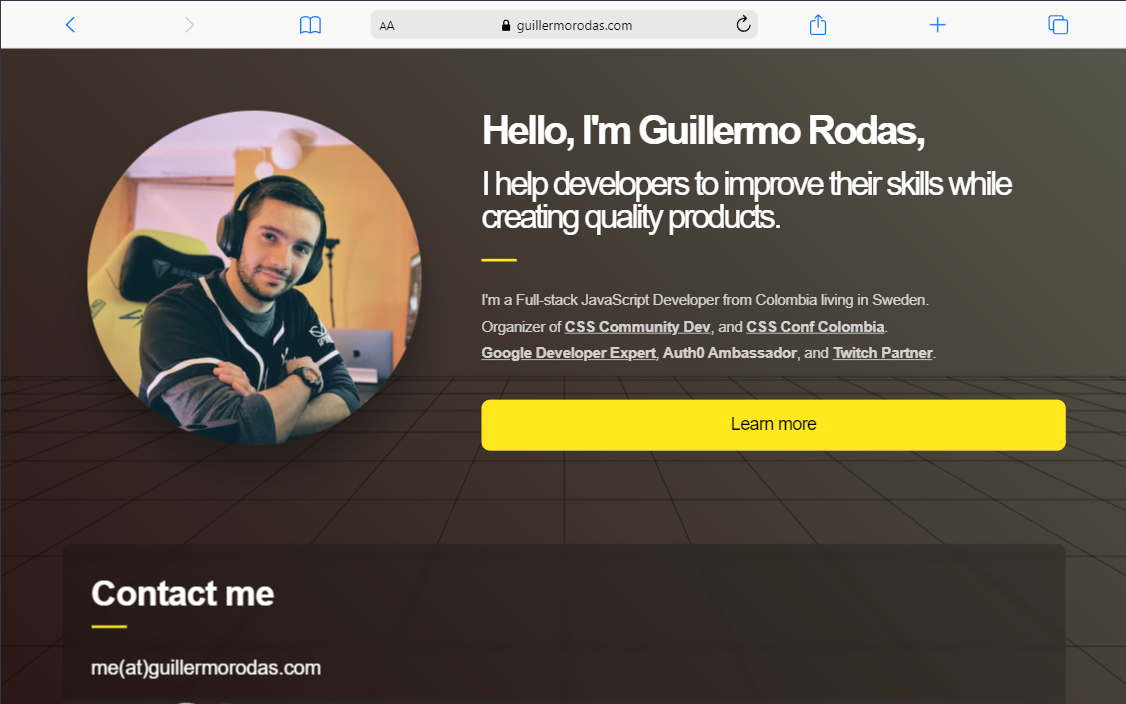 AA
guillermorodas.com
Hello, I'm Guillermo Rodas,
I help developers to improve their skills while
creating quality products.
I'm a Full-stack JavaScript Developer from Colombia living in Sweden.
Organizer of CSS Community Dev, and CSS Conf Colombia.
Google Developer Expert, Auth0 Ambassador, and Twitch Partner.
Learn more
Contact me
me(at)guillermorodas.com